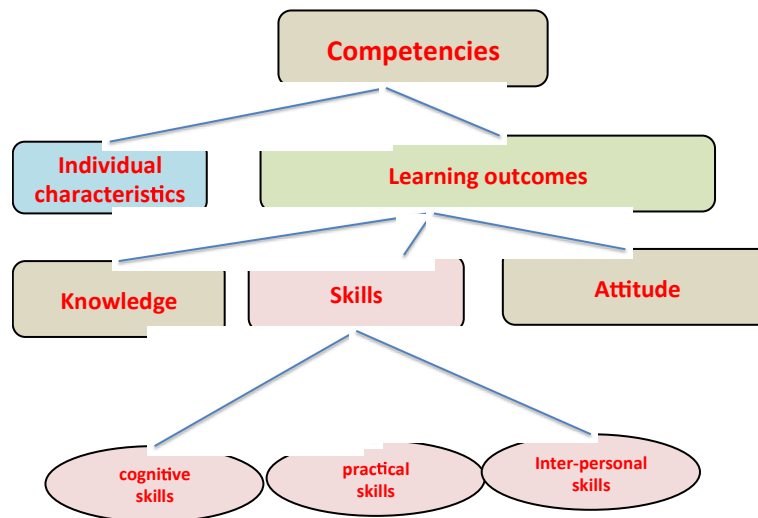 Competencies
Individual
characteristics
Learning outcomes
Knowledge
Skills
Attitude
cognitive
skills
practical
skills
Inter-personal
skills